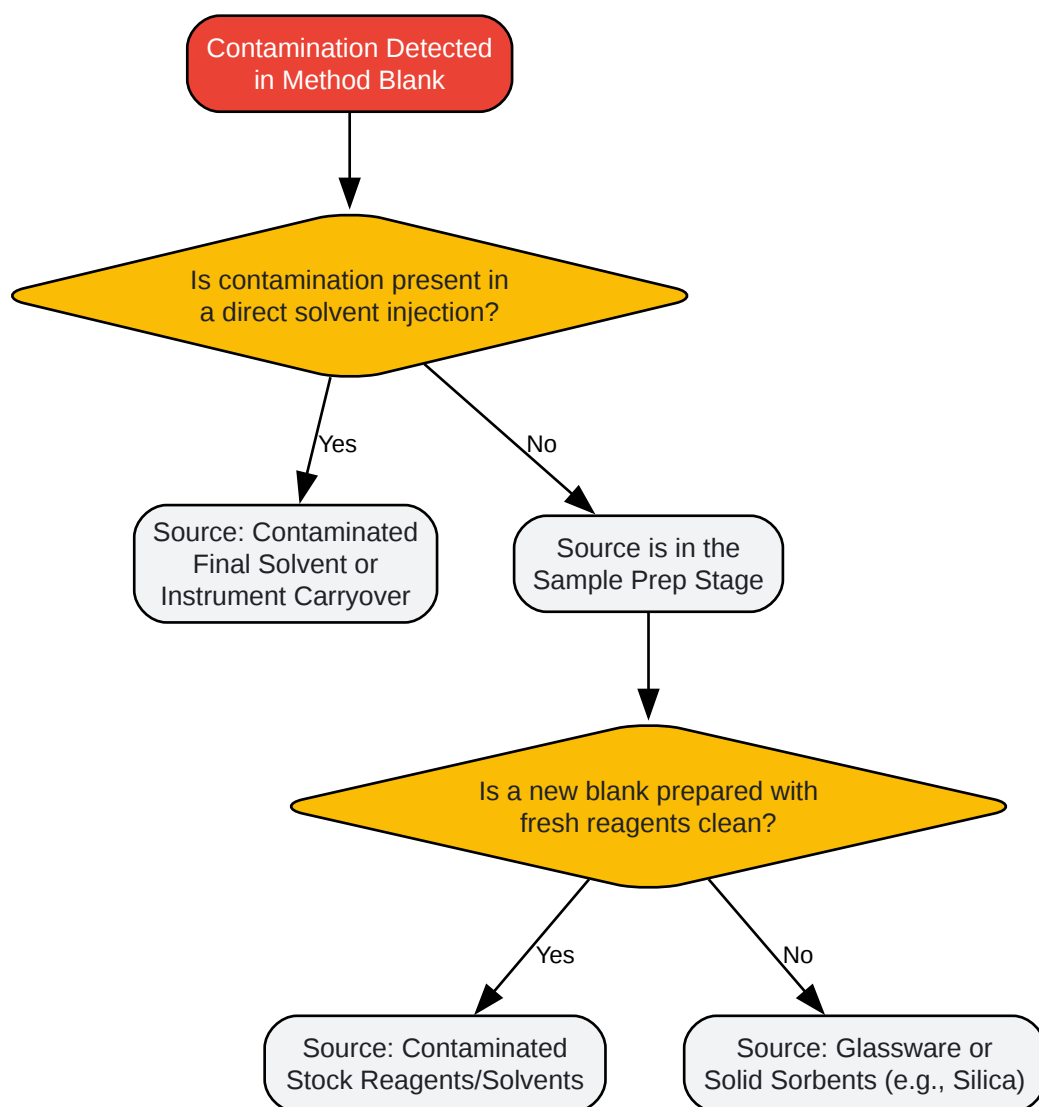 Contamination Detected
in Method Blank
Is contamination present in
a direct solvent injection?
Yes
No
Source: Contaminated
Final Solvent or
Instrument Carryover
Source is in the
Sample Prep Stage
Is a new blank prepared with
fresh reagents clean?
Yes
No
Source: Contaminated
Stock Reagents/Solvents
Source: Glassware or
Solid Sorbents (e.g., Silica)